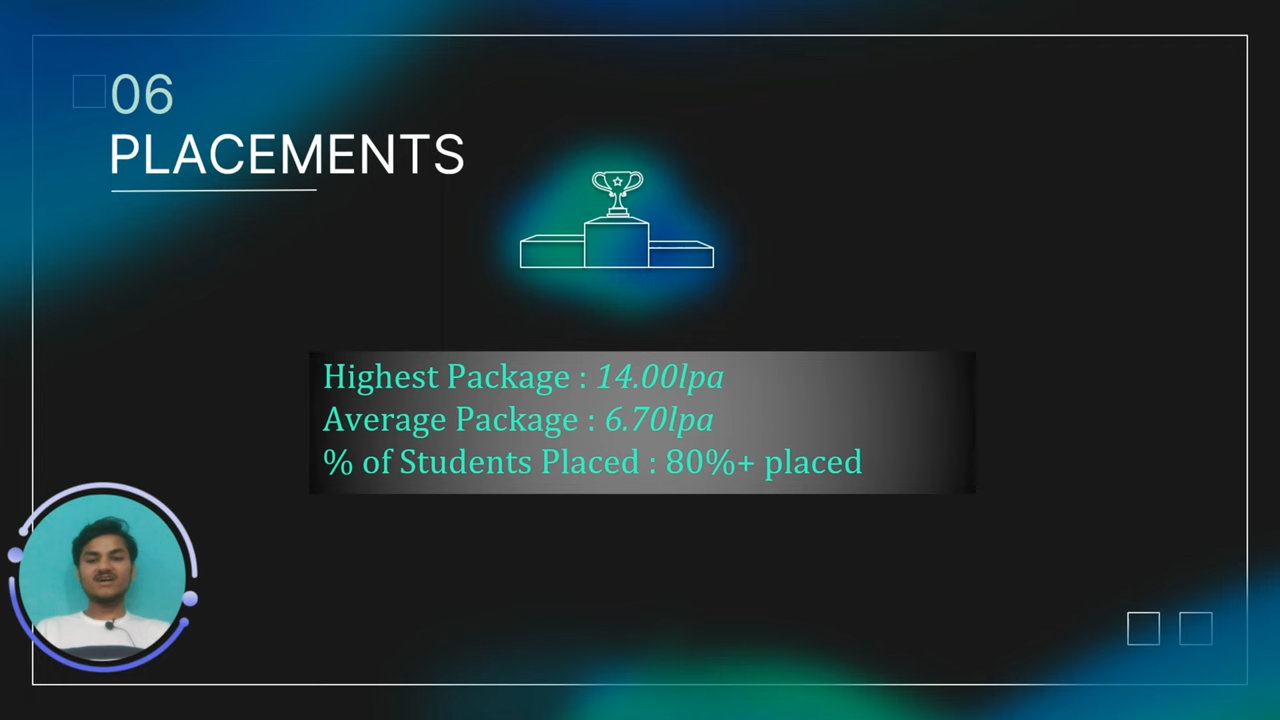 06
PLACEMENTS
Highest Package : 14.00lpa
Average Package : 6.70lpa
% of Students Placed : 80%+ placed